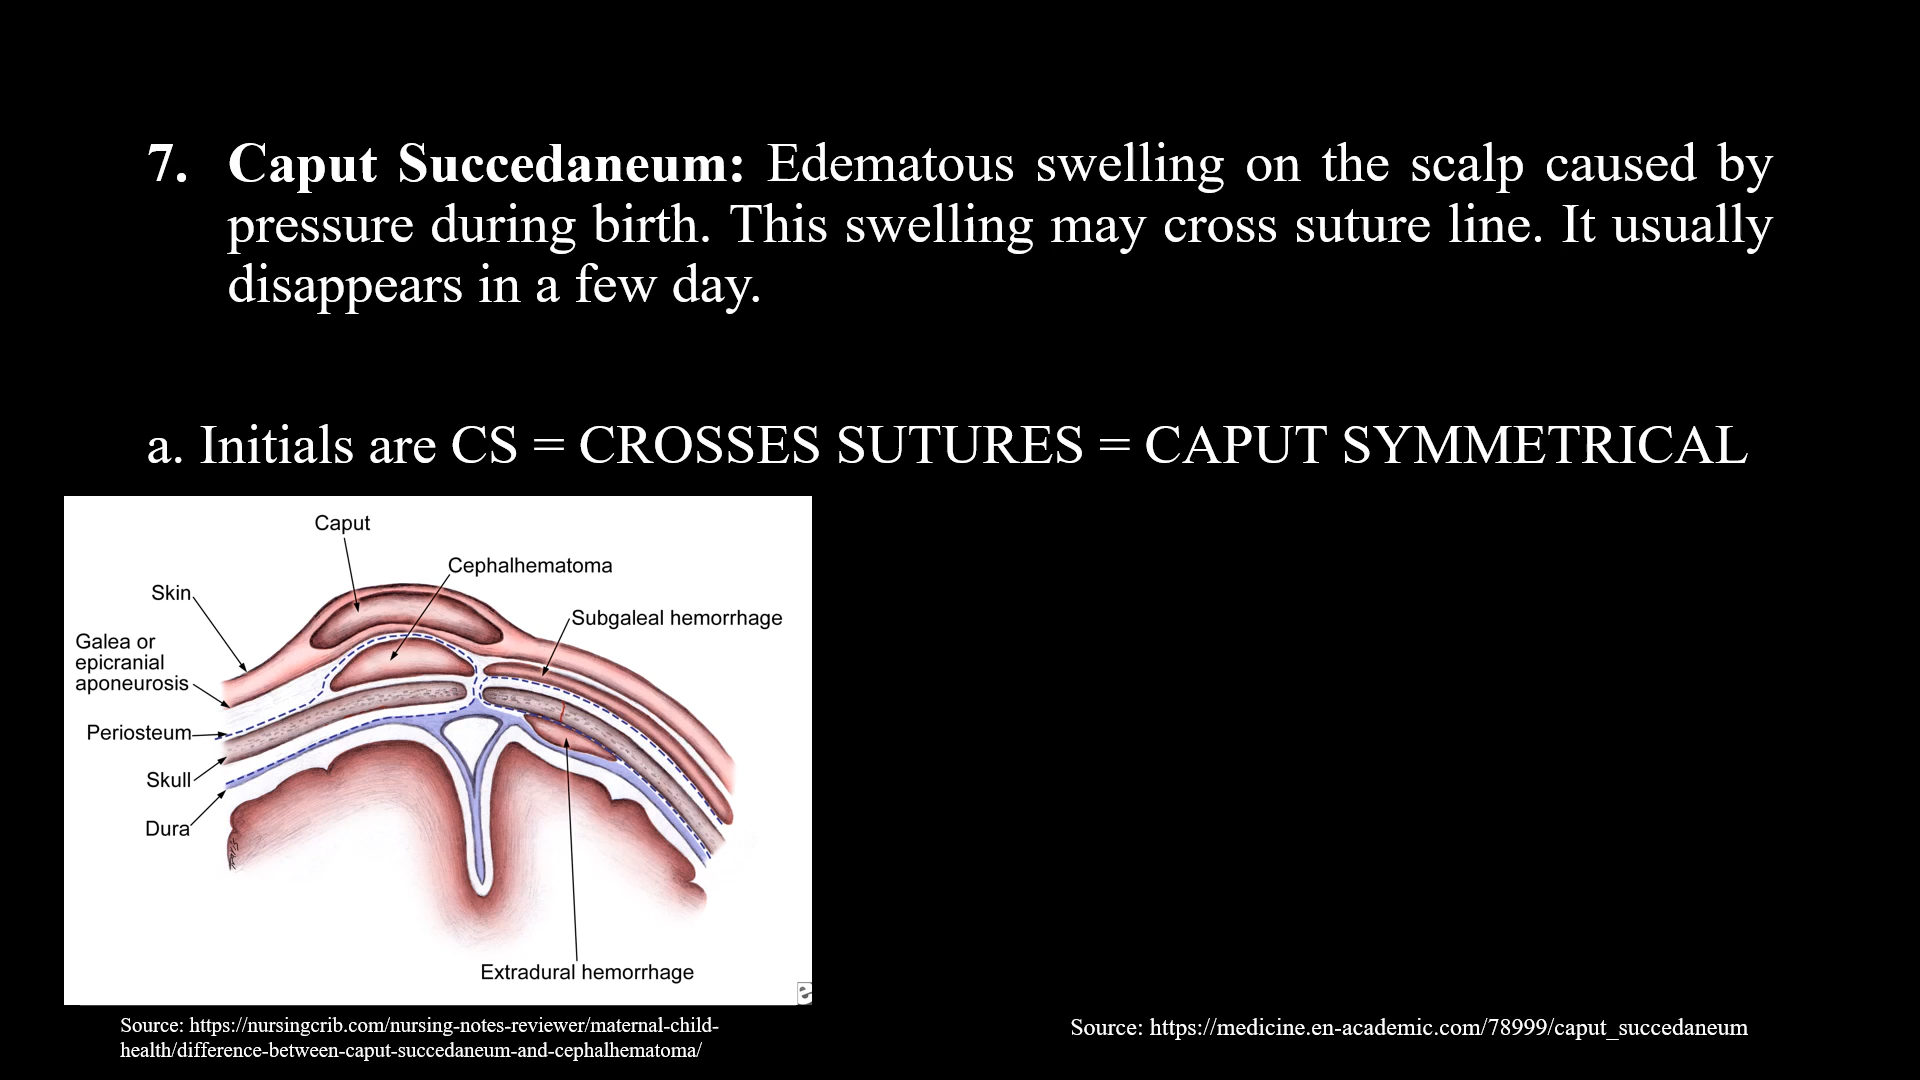 7. Caput Succedaneum: Edematous swelling on the scalp caused by
pressure during birth. This swelling may cross suture line. It usually
disappears in a few day.
a. Initials are CS = CROSSES SUTURES = CAPUT SYMMETRICAL
Caput
Cephalhematoma
Skin
Subgaleal hemorrhage
Galea or
epicranial
aponeurosis
Periosteum
Skull
Dura
Extradural hemorrhage
Source: https://nursingcrib.com/nursing-notes-reviewer/maternal-child-
health/difference-between-caput-succedaneum-and-cephalhematoma/
Source: https://medicine.en-academic.com/78999/caput_succedaneum